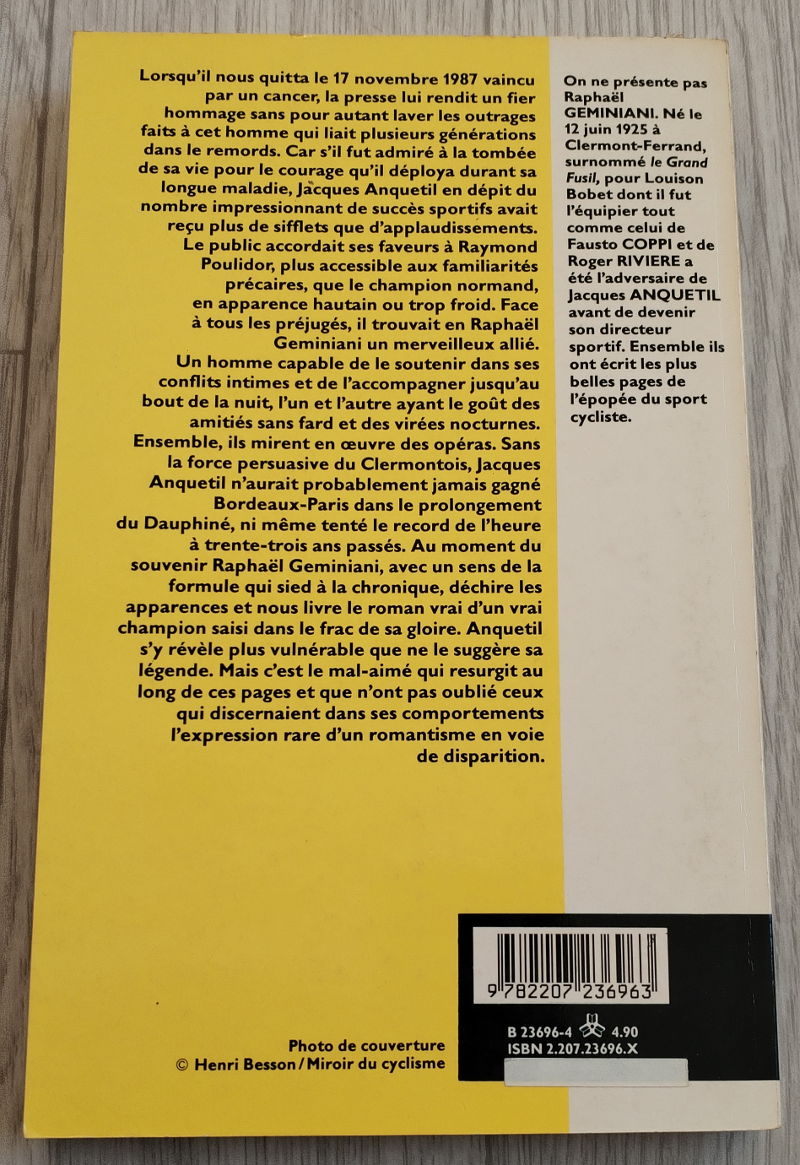 Lorsqu'il nous quitta le 17 novembre 1987 vaincu
par un cancer, la presse lui rendit un fier
hommage sans pour autant laver les outrages
faits à cet homme qui liait plusieurs générations
dans le remords. Car s'il fut admiré à la tombée
de sa vie pour le courage qu'il déploya durant sa
longue maladie, Jacques Anquetil en dépit du
nombre impressionnant de succès sportifs avait
reçu plus de sifflets que d'applaudissements.
Le public accordait ses faveurs à Raymond
Poulidor, plus accessible aux familiarités
précaires, que le champion normand,
en apparence hautain ou trop froid. Face
à tous les préjugés, il trouvait en Raphaël
Geminiani un merveilleux allié.
Un homme capable de le soutenir dans ses
conflits intimes et de l'accompagner jusqu'au
bout de la nuit, l'un et l'autre ayant le goût des
amitiés sans fard et des virées nocturnes.
Ensemble, ils mirent en œuvre des opéras. Sans
la force persuasive du Clermontois, Jacques
Anquetil n'aurait probablement jamais gagné
Bordeaux-Paris dans le prolongement
du Dauphiné, ni même tenté le record de l'heure
à trente-trois ans passés. Au moment du
souvenir Raphaël Geminiani, avec un sens de la
formule qui sied à la chronique, déchire les
apparences et nous livre le roman vrai d'un vrai
champion saisi dans le frac de sa gloire. Anquetil
s'y révèle plus vulnérable que ne le suggère sa
légende. Mais c'est le mal-aimé qui resurgit au
long de ces pages et que n'ont pas oublié ceux
qui discernaient dans ses comportements
l'expression rare d'un romantisme en voie
de disparition.
On ne présente pas
Raphaël
GEMINIANI. Né le
12 juin 1925 à
Clermont-Ferrand,
surnommé le Grand
Fusil, pour Louison
Bobet dont il fut
l'équipier tout
comme celui de
Fausto COPPI et de
Roger RIVIERE a
été l'adversaire de
Jacques ANQUETIL
avant de devenir
son directeur
sportif. Ensemble ils
ont écrit les plus
belles pages de
l'épopée du sport
cycliste.
Photo de couverture
© Henri Besson/Miroir du cyclisme
9 782207 236963
B 23696-4 4.90
ISBN 2.207.23696.X